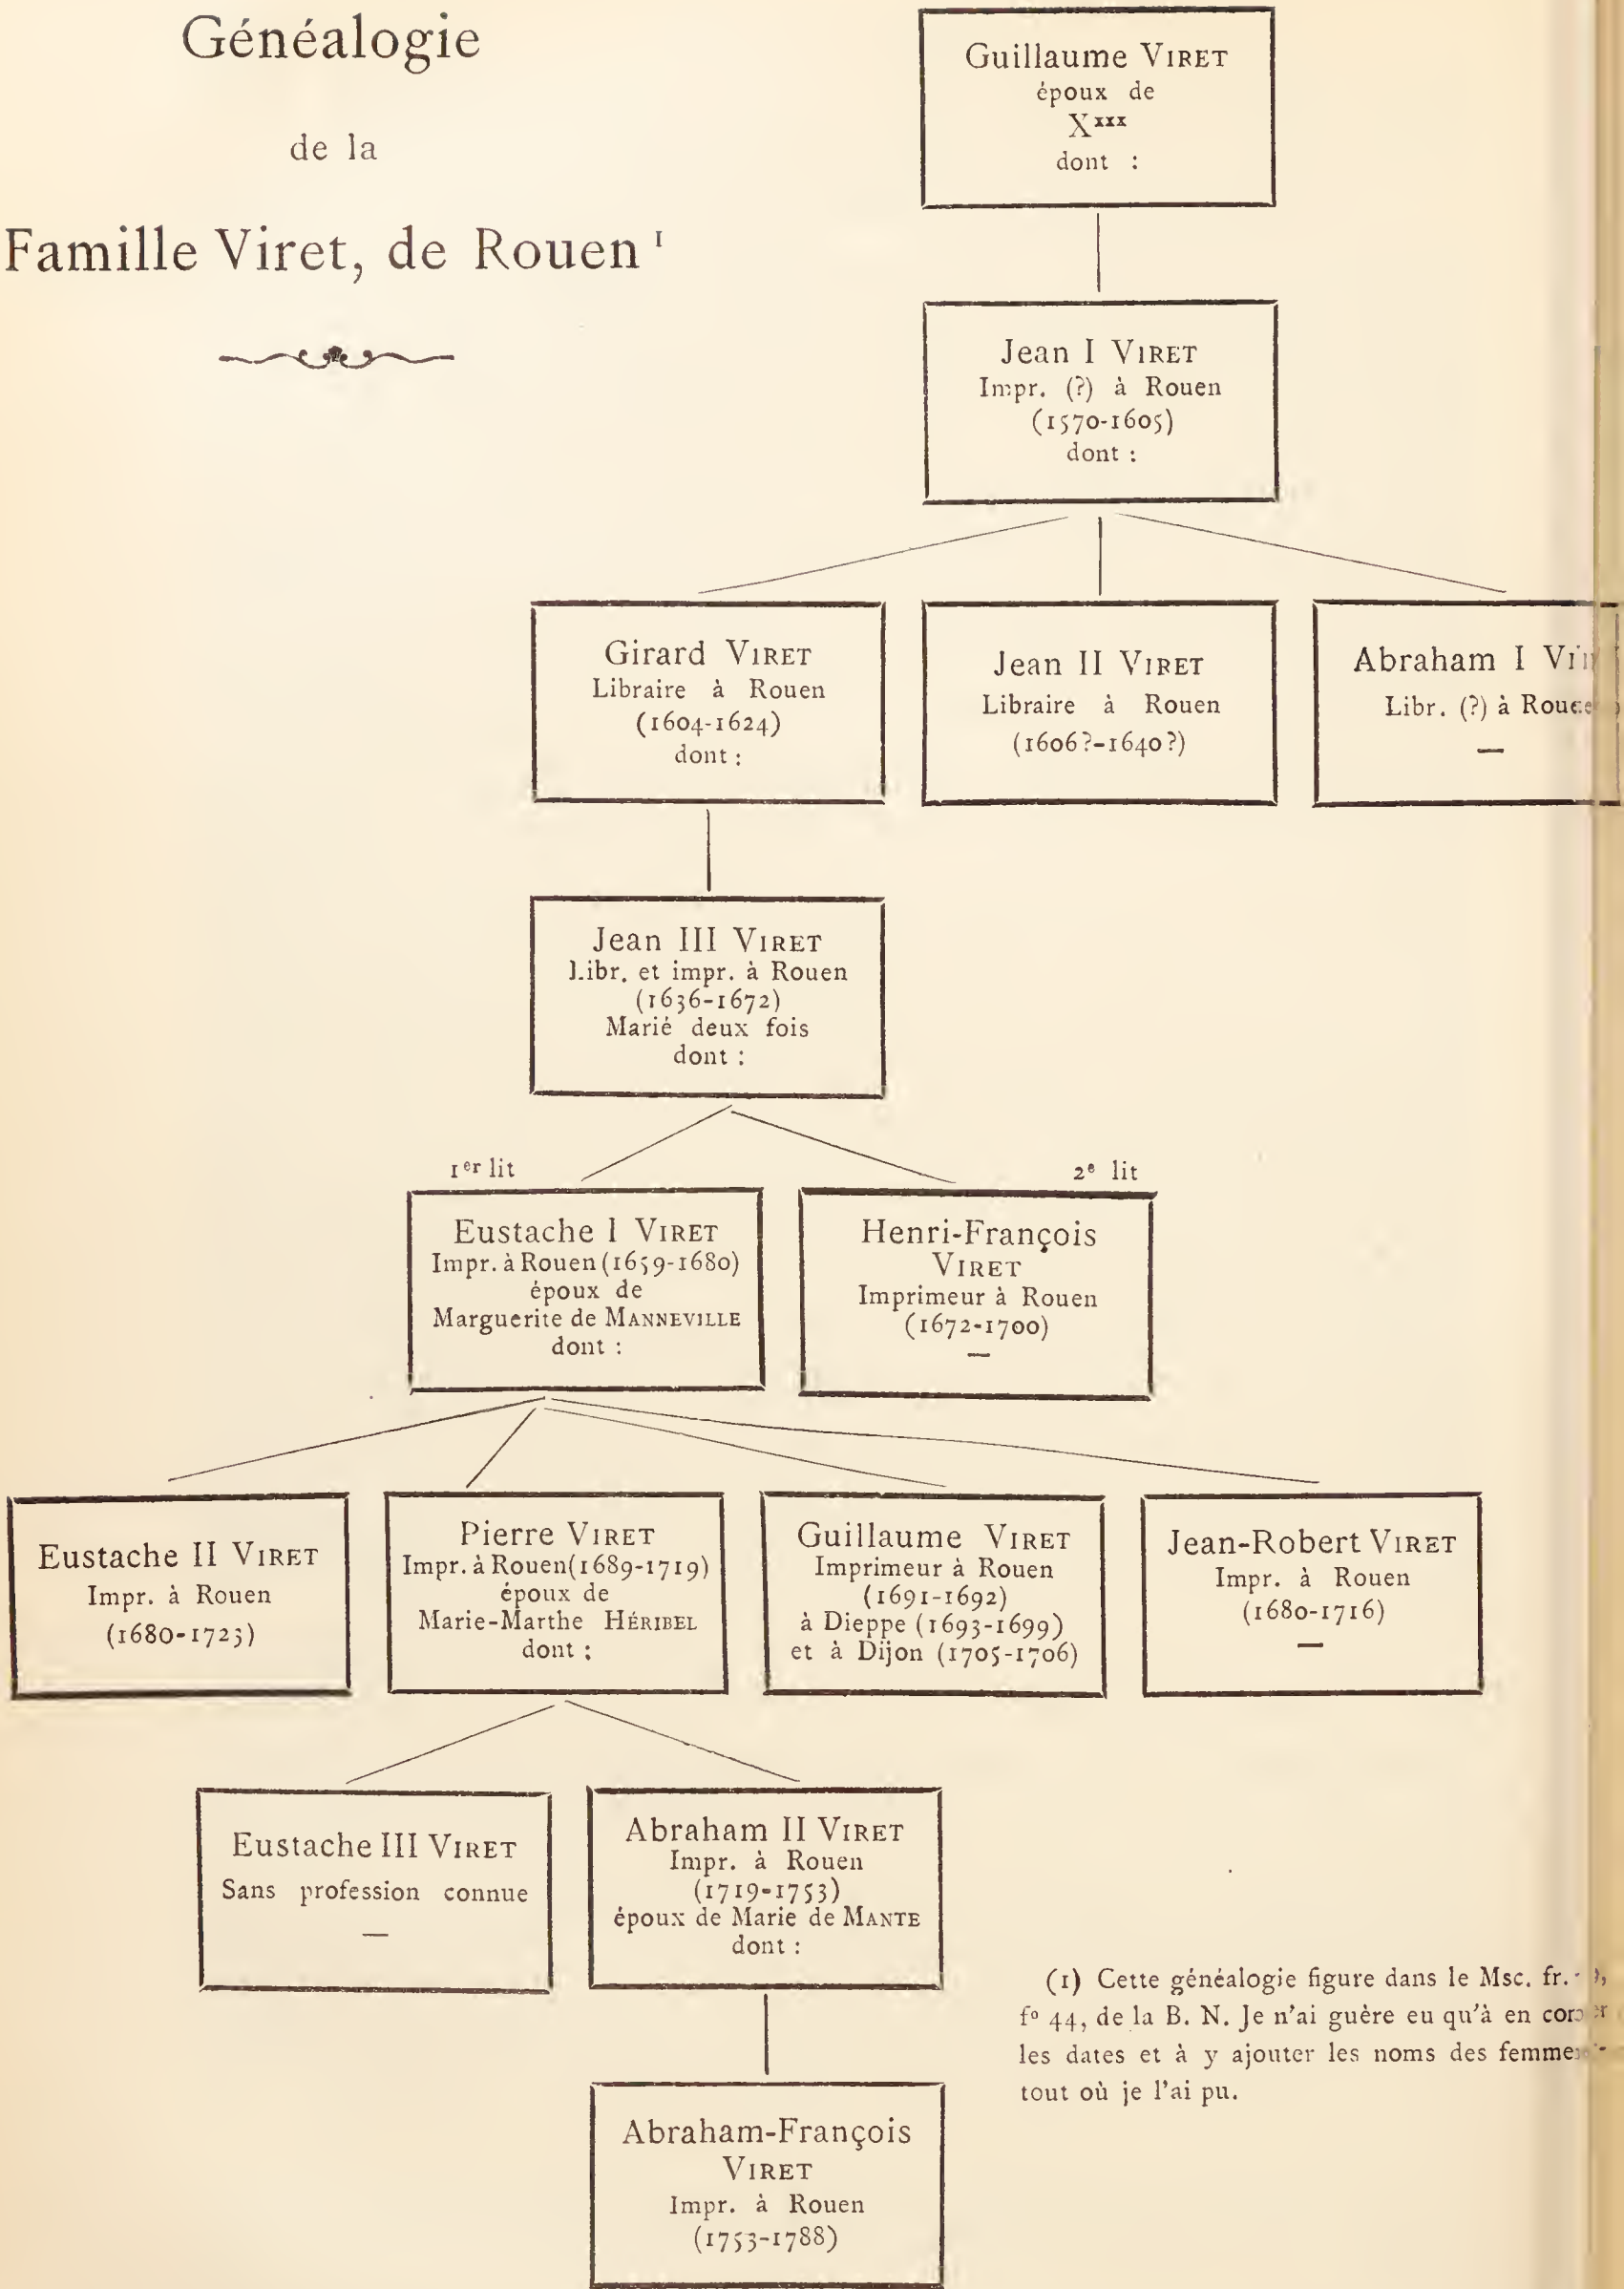 Généalogie
de la
Famille Viret, de Rouen ¹
Guillaume VIRET
époux de
Xˣˣˣ
dont :
Jean I VIRET
Impr. (?) à Rouen
(1570-1605)
dont :
Girard VIRET
Libraire à Rouen
(1604-1624)
dont :
Jean II VIRET
Libraire à Rouen
(1606?-1640?)
Abraham I
Libr. (?) à
—
Jean III VIRET
Libr. et impr. à Rouen
(1636-1672)
Marié deux fois
dont :
1er lit
2e lit
Eustache I VIRET
Impr. à Rouen (1659-1680)
époux de
Marguerite de MANNEVILLE
dont :
Henri-François
VIRET
Imprimeur à Rouen
(1672-1700)
—
Eustache II VIRET
Impr. à Rouen
(1680-1723)
Pierre VIRET
Impr. à Rouen (1689-1719)
époux de
Marie-Marthe HÉRIBEL
dont :
Guillaume VIRET
Imprimeur à Rouen
(1691-1692)
à Dieppe (1693-1699)
et à Dijon (1705-1706)
Jean-Robert VIRET
Impr. à Rouen
(1680-1716)
—
Eustache III VIRET
Sans profession connue
—
Abraham II VIRET
Impr. à Rouen
(1719-1753)
époux de Marie de MANTE
dont :
Abraham-François
VIRET
Impr. à Rouen
(1753-1788)
(1) Cette généalogie figure dans le Msc. fr.
fº 44, de la B. N. Je n'ai guère eu qu'à en
les dates et à y ajouter les noms des
tout où je l'ai pu.